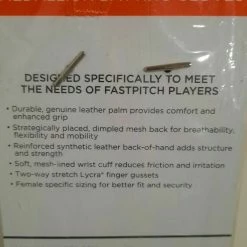 DESIGNED SPECIFICALLY TO MEET
THE NEEDS OF FASTPITCH PLAYERS
• Durable, genuine leather palm provides comfort and
enhanced grip
• Strategically placed, dimpled mesh back for breathability,
flexibility and mobility
• Reinforced synthetic leather back-of-hand adds structure
and strength
• Soft, mesh-lined wrist cuff reduces friction and irritation
• Two-way stretch Lycra® finger gussets
• Female specific sizing for better fit and security